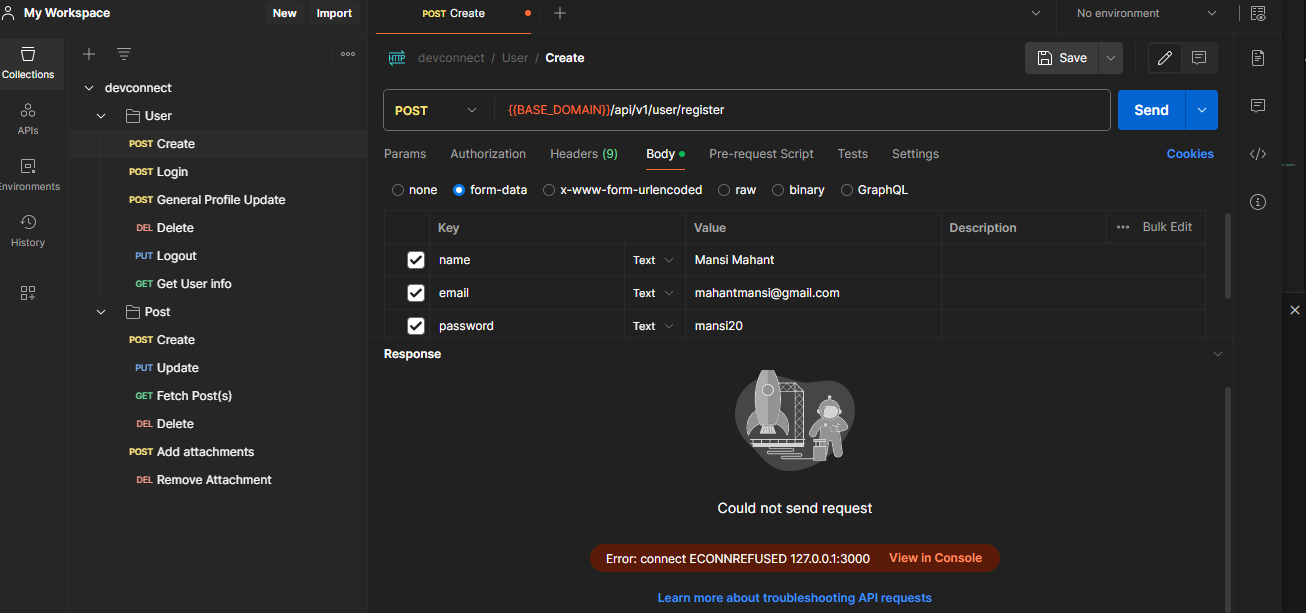 My Workspace
New
Import
POST Create
No environment
Collections
APIs
Environments
History
devconnect
User
POST Create
POST Login
POST General Profile Update
DEL Delete
PUT Logout
GET Get User info
Post
POST Create
PUT Update
GET Fetch Post(s)
DEL Delete
POST Add attachments
DEL Remove Attachment
HTTP devconnect / User / Create
Save
POST
{{BASE_DOMAIN}}/api/v1/user/register
Send
Params Authorization Headers (9) Body Pre-request Script Tests Settings
Cookies
none form-data x-www-form-urlencoded raw binary GraphQL
Key Value Description Bulk Edit
name Text Mansi Mahant
email Text mahantmansi@gmail.com
password Text mansi20
Response
Could not send request
Error: connect ECONNREFUSED 127.0.0.1:3000 View in Console
Learn more about troubleshooting API requests